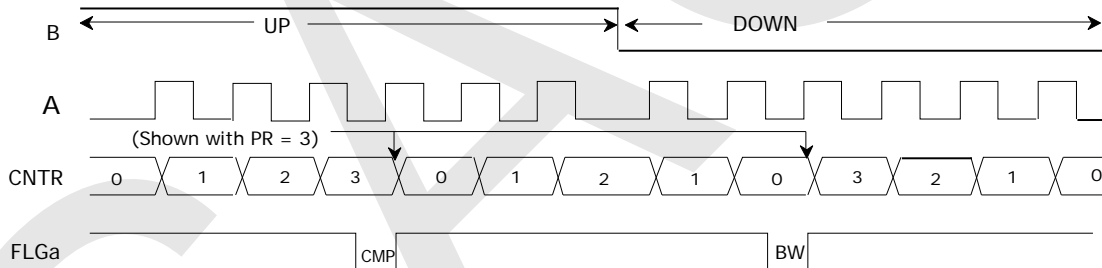 B UP DOWN
A
(Shown with PR = 3)
CNTR 0 1 2 3 0 1 2 1 0 3 2 1 0
FLGa CMP BW